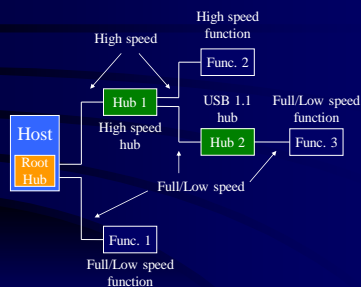 High speed
function
High speed
Func. 2
Hub 1
USB 1.1
hub
Full/Low speed
function
Host
High speed
hub
Hub 2
Func. 3
Root
Hub
Full/Low speed
Func. 1
Full/Low speed
function